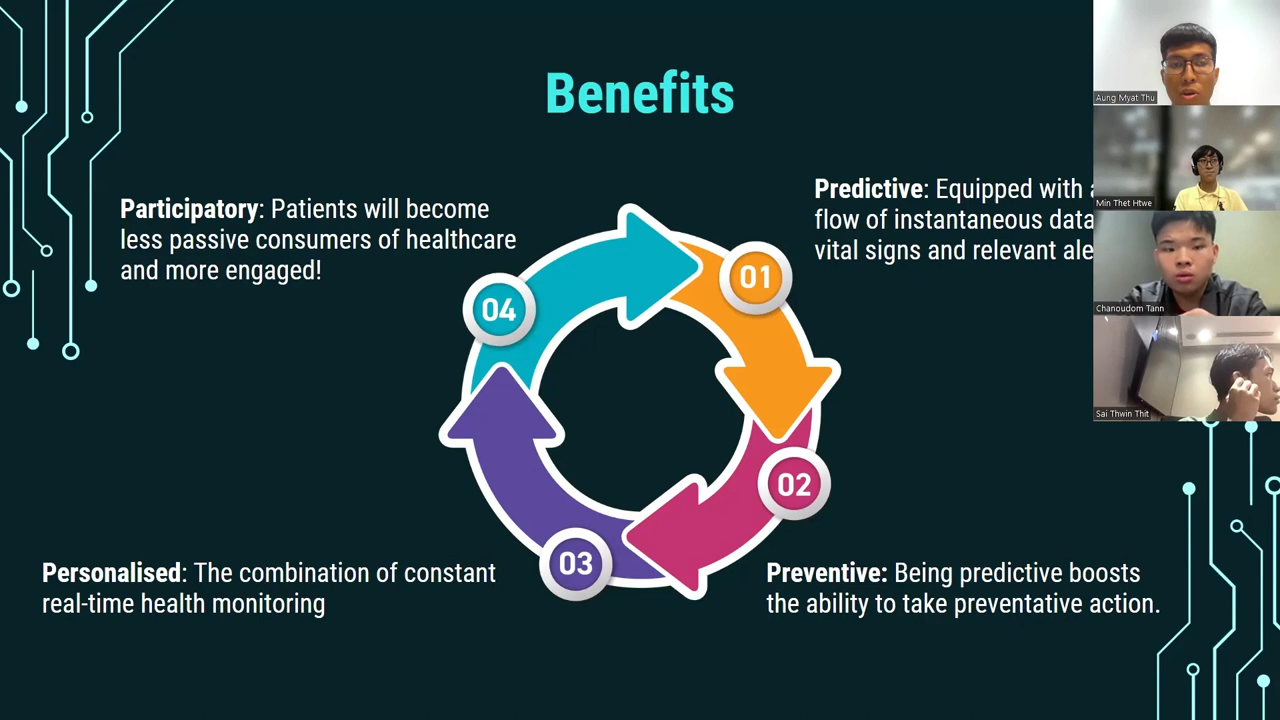 Benefits
Participatory: Patients will become
less passive consumers of healthcare
and more engaged!
Predictive: Equipped with
flow of instantaneous data
vital signs and relevant
01
02
03
04
Personalised: The combination of constant
real-time health monitoring
Preventive: Being predictive boosts
the ability to take preventative action.
Aung Myat Thu
Min Thet Htwe
Chanoudom Tann
Sai Thwin Thit